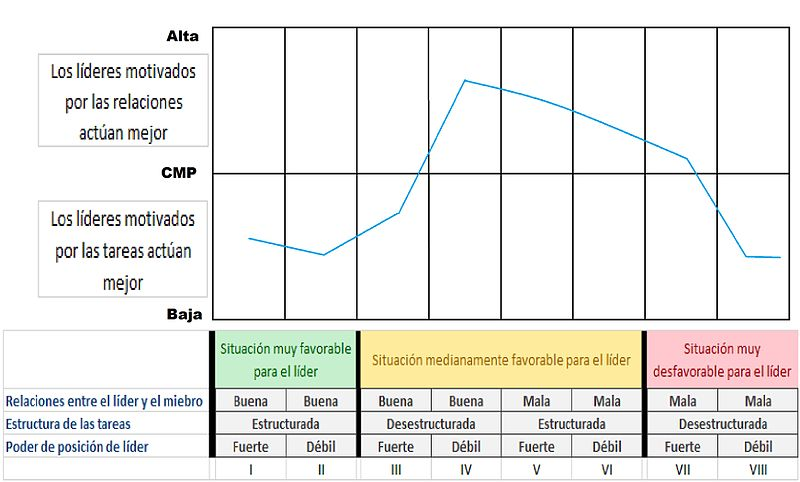 Alta
Los líderes motivados
por las relaciones
actúan mejor
CMP
Los líderes motivados
por las tareas actúan
mejor
Baja
Situación muy favorable
para el líder
Situación medianamente favorable para el líder
Situación muy
desfavorable para el líder
Relaciones entre el líder y el miebro Buena Buena Buena Buena Mala Mala Mala Mala
Estructura de las tareas Estructurada Desestructurada Estructurada Desestructurada
Poder de posición de líder Fuerte Débil Fuerte Débil Fuerte Débil Fuerte Débil
I II III IV V VI VII VIII